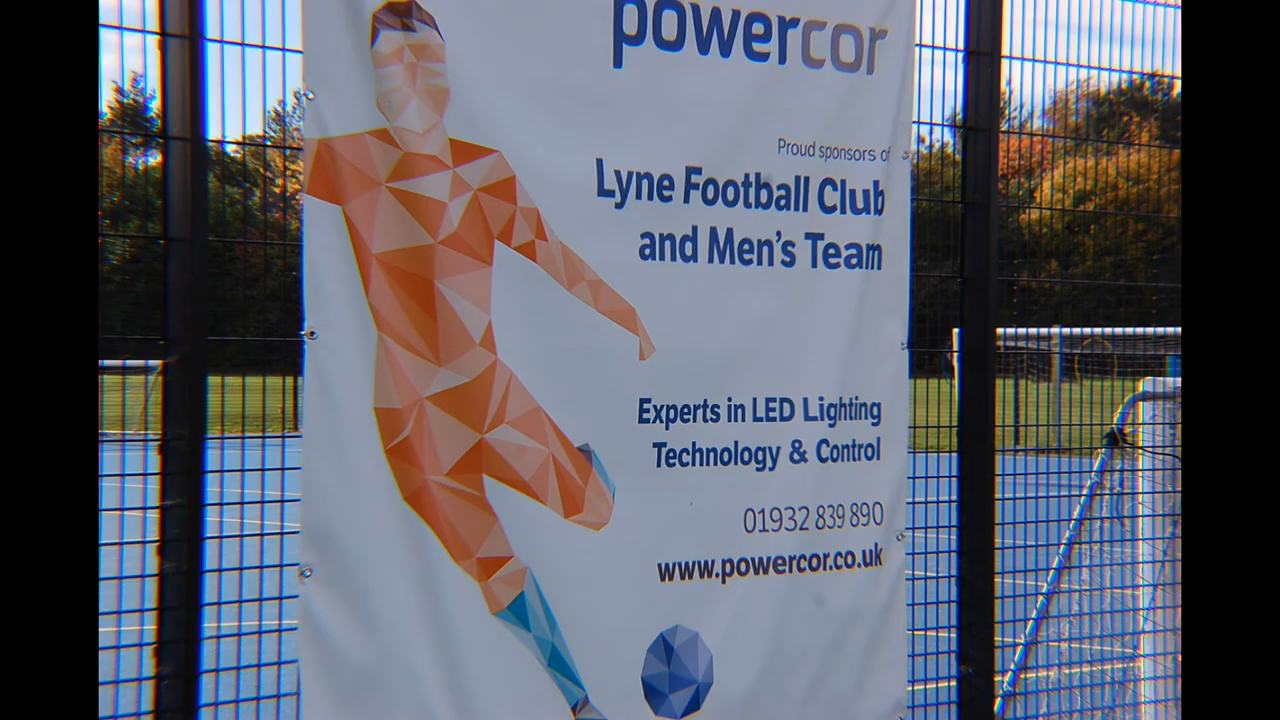 powercor
Proud sponsors of
Lyne Football Club
and Men's Team
Experts in LED Lighting
Technology & Control
01932 839 890
www.powercor.co.uk